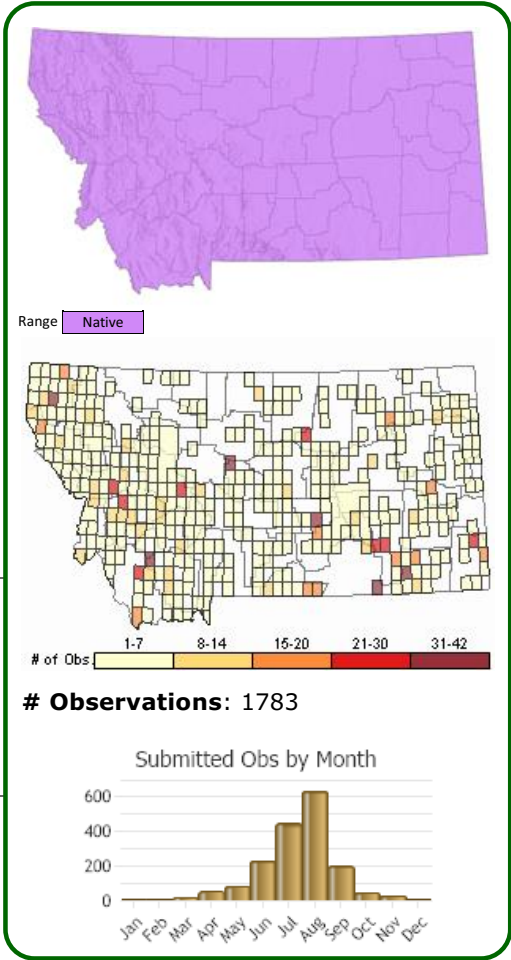 Range Native
1-7 8-14 15-20 21-30 31-42
# of Obs.
# Observations: 1783
Submitted Obs by Month
600
400
200
0
Jan Feb Mar Apr May Jun Jul Aug Sep Oct Nov Dec